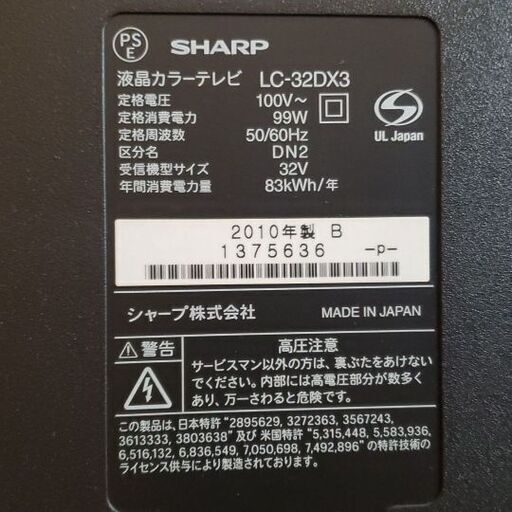 PS
E
SHARP
液晶カラーテレビ LC-32DX3
定格電圧 100V～
定格消費電力 99W
定格周波数 50/60Hz
区分名 DN2
受信機型サイズ 32V
年間消費電力量 83kWh/年
S
UL Japan
2010年製 B
1375636 -p-
シャープ株式会社 MADE IN JAPAN
警告
高圧注意
サービスマン以外の方は、裏ぶたをあけない
でください。内部には高電圧部分が数多く
あり、万一さわると危険です。
この製品は、日本特許 "2895629, 3272363, 3567243,
3613333, 3803638" 及び 米国特許 "5,315,448, 5,583,936,
6,516,132, 6,836,549, 7,050,698, 7,492,896" の特許技術の
ライセンス供与により製造されています。